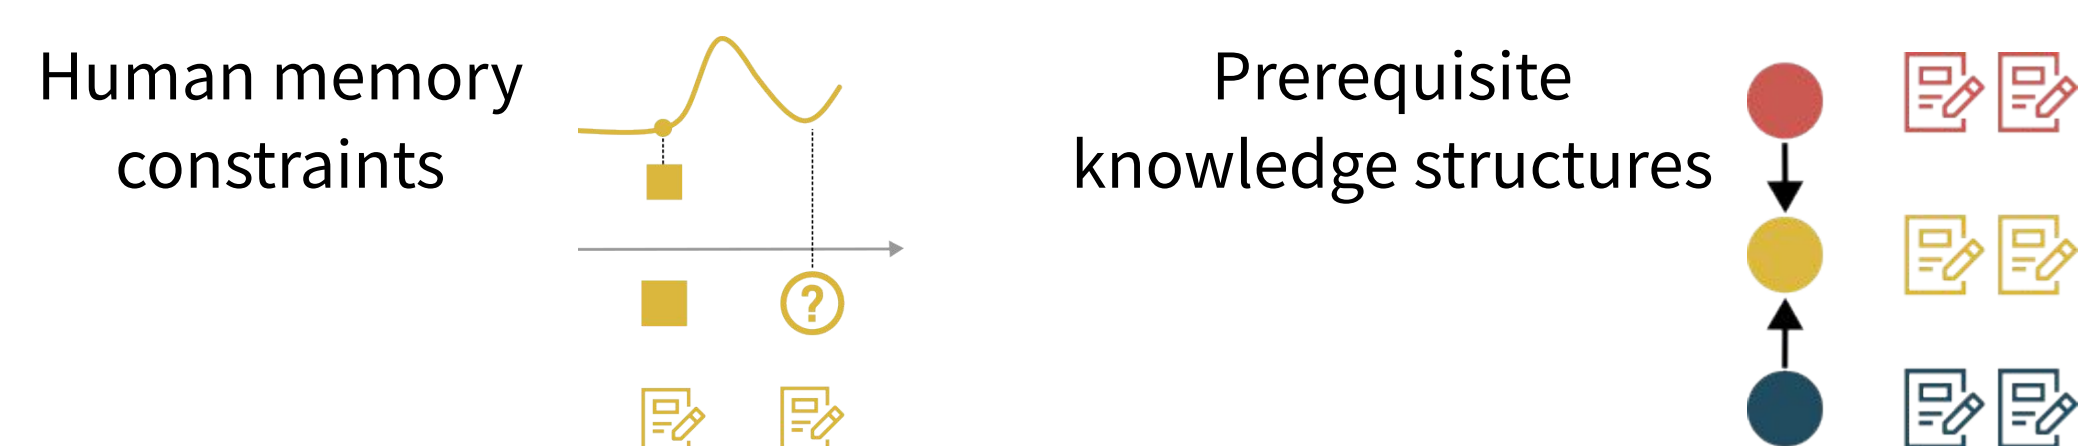 Human memory
constraints
?
Prerequisite
knowledge structures